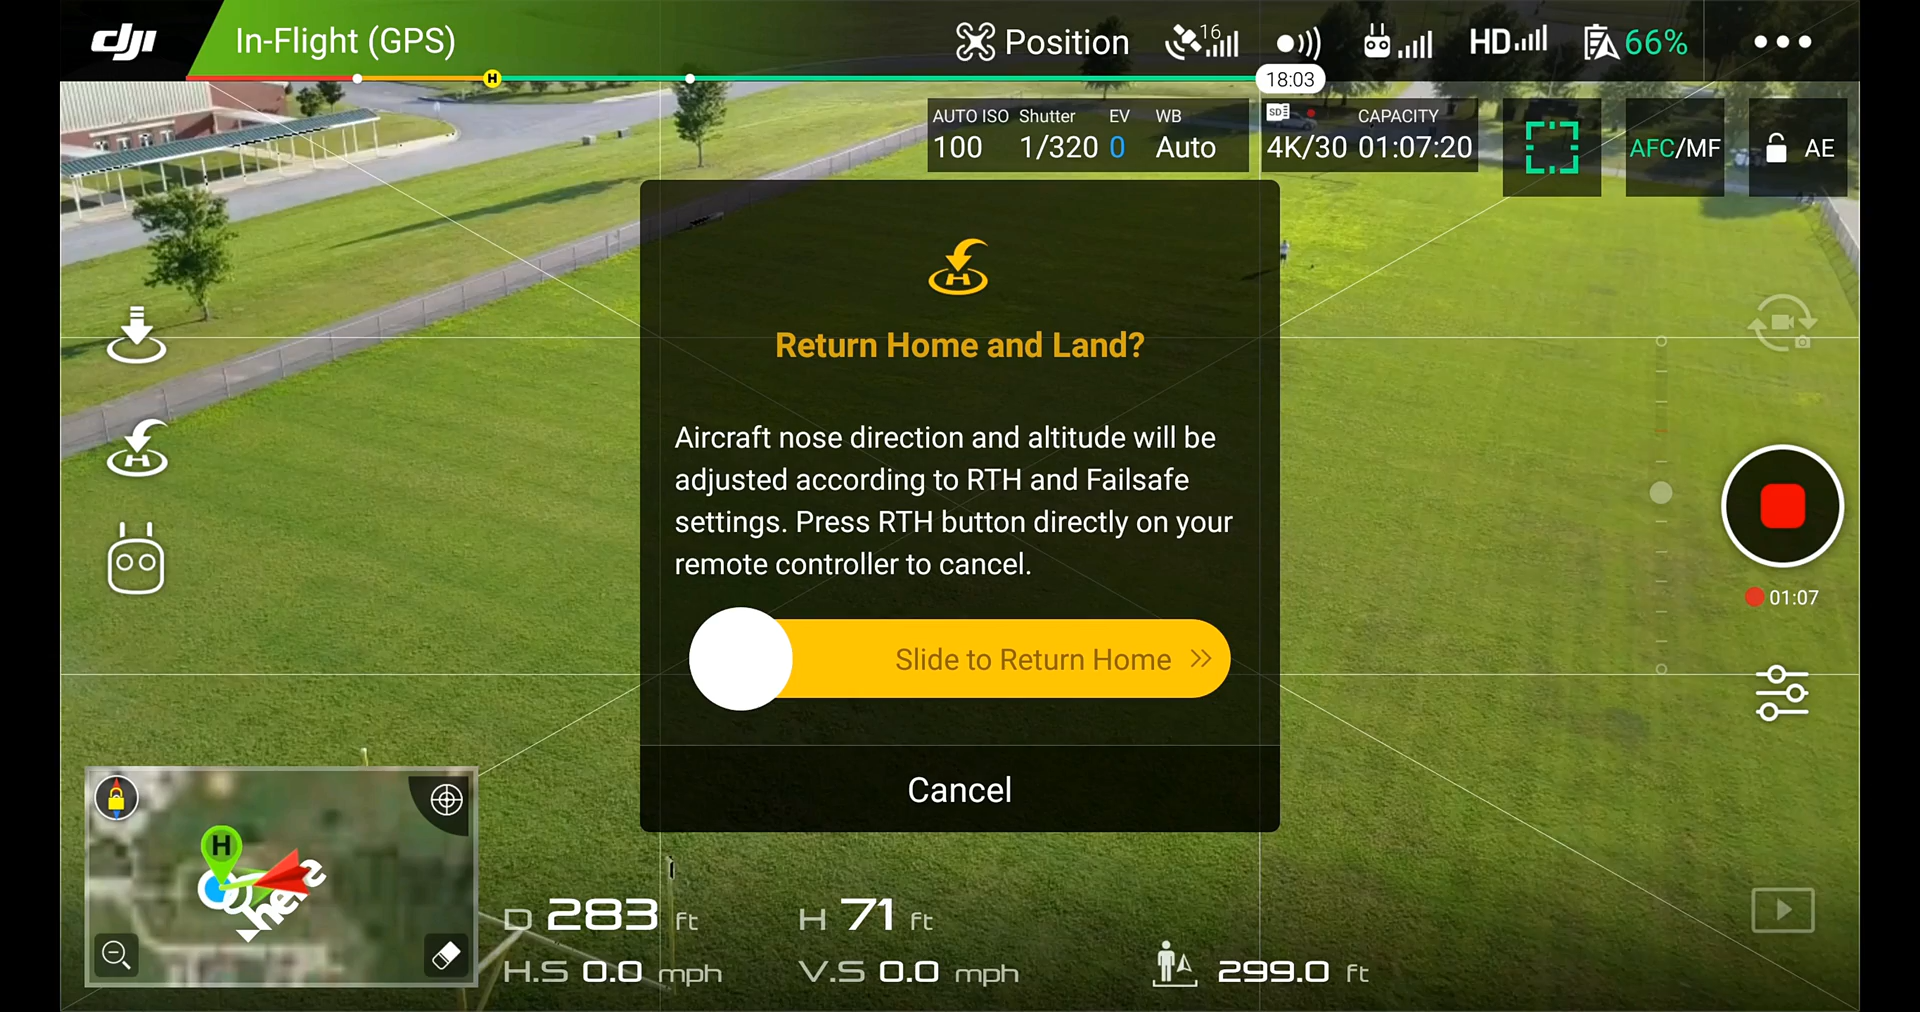 dji
In-Flight (GPS)
Position
16
HD
66%
H
18:03
AUTO ISO Shutter EV WB
100 1/320 0 Auto
SD
CAPACITY
4K/30 01:07:20
AFC/MF
AE
H
Return Home and Land?
Aircraft nose direction and altitude will be
adjusted according to RTH and Failsafe
settings. Press RTH button directly on your
remote controller to cancel.
Slide to Return Home
Cancel
H
01:07
H
D 283 ft
H 71 ft
H.S 0.0 mph
V.S 0.0 mph
299.0 ft